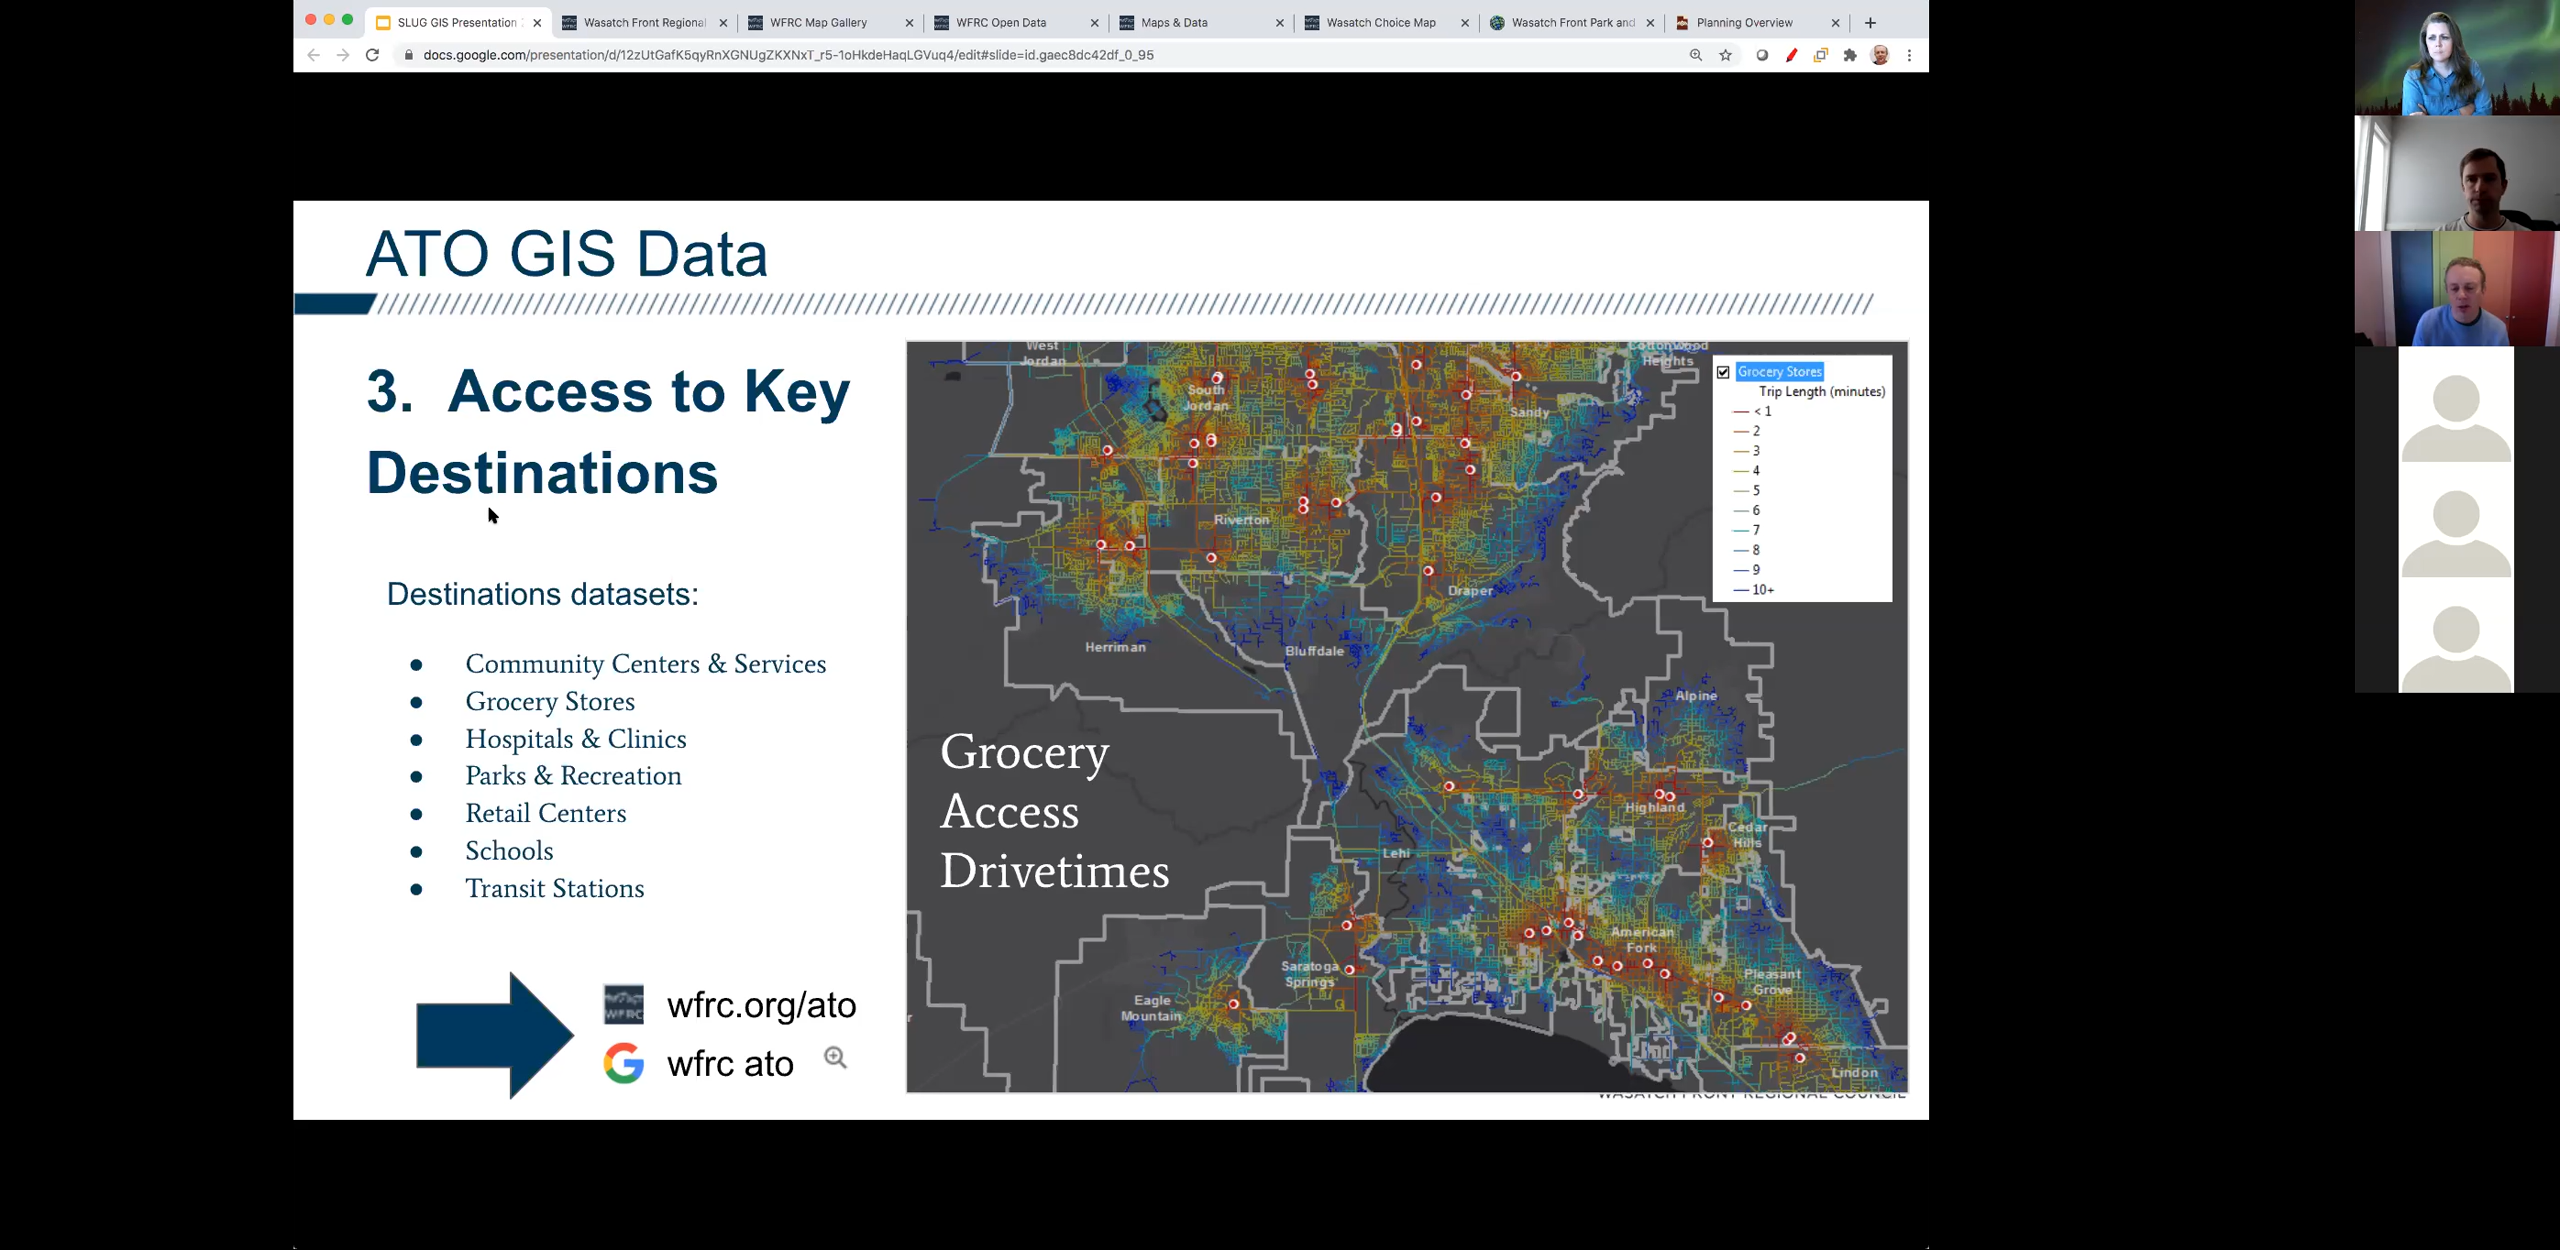 SLUG GIS Presentation
Wasatch Front Regional
WFRC Map Gallery
WFRC Open Data
Maps & Data
Wasatch Choice Map
Wasatch Front Park and
Planning Overview
docs.google.com/presentation/d/12zUtGafK5qyRnXGNUgZKXNxT_r5-1oHkdeHaqLGVuq4/edit#slide=id.gaec8dc42df_0_95
ATO GIS Data
3. Access to Key
Destinations
Destinations datasets:
● Community Centers & Services
● Grocery Stores
● Hospitals & Clinics
● Parks & Recreation
● Retail Centers
● Schools
● Transit Stations
WFRC
wfrc.org/ato
G
wfrc ato
West
Jordan
South
Jordan
Cottonwood
Heights
Sandy
Riverton
Draper
Herriman
Bluffdale
Alpine
Highland
Cedar
Hills
Lehi
American
Fork
Saratoga
Springs
Pleasant
Grove
Eagle
Mountain
Lindon
Grocery
Access
Drivetimes
Grocery Stores
Trip Length (minutes)
< 1
2
3
4
5
6
7
8
9
10+
WASATCH FRONT REGIONAL COUNCIL